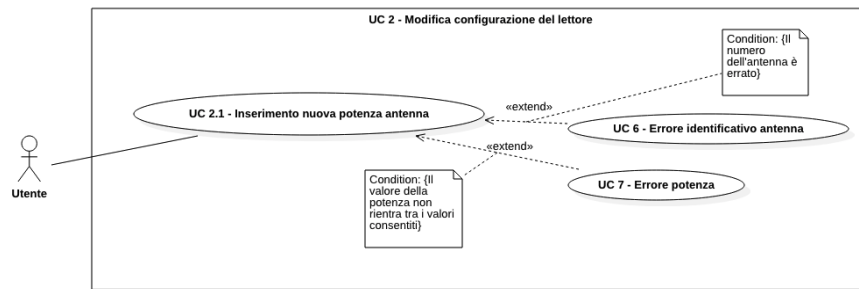 UC 2 - Modifica configurazione del lettore
Condition: {Il
numero
dell'antenna è
errato}
«extend»
UC 2.1 - Inserimento nuova potenza antenna
UC 6 - Errore identificativo antenna
«extend»
Utente
Condition: {Il
valore della
potenza non
rientra tra i valori
consentiti}
UC 7 - Errore potenza